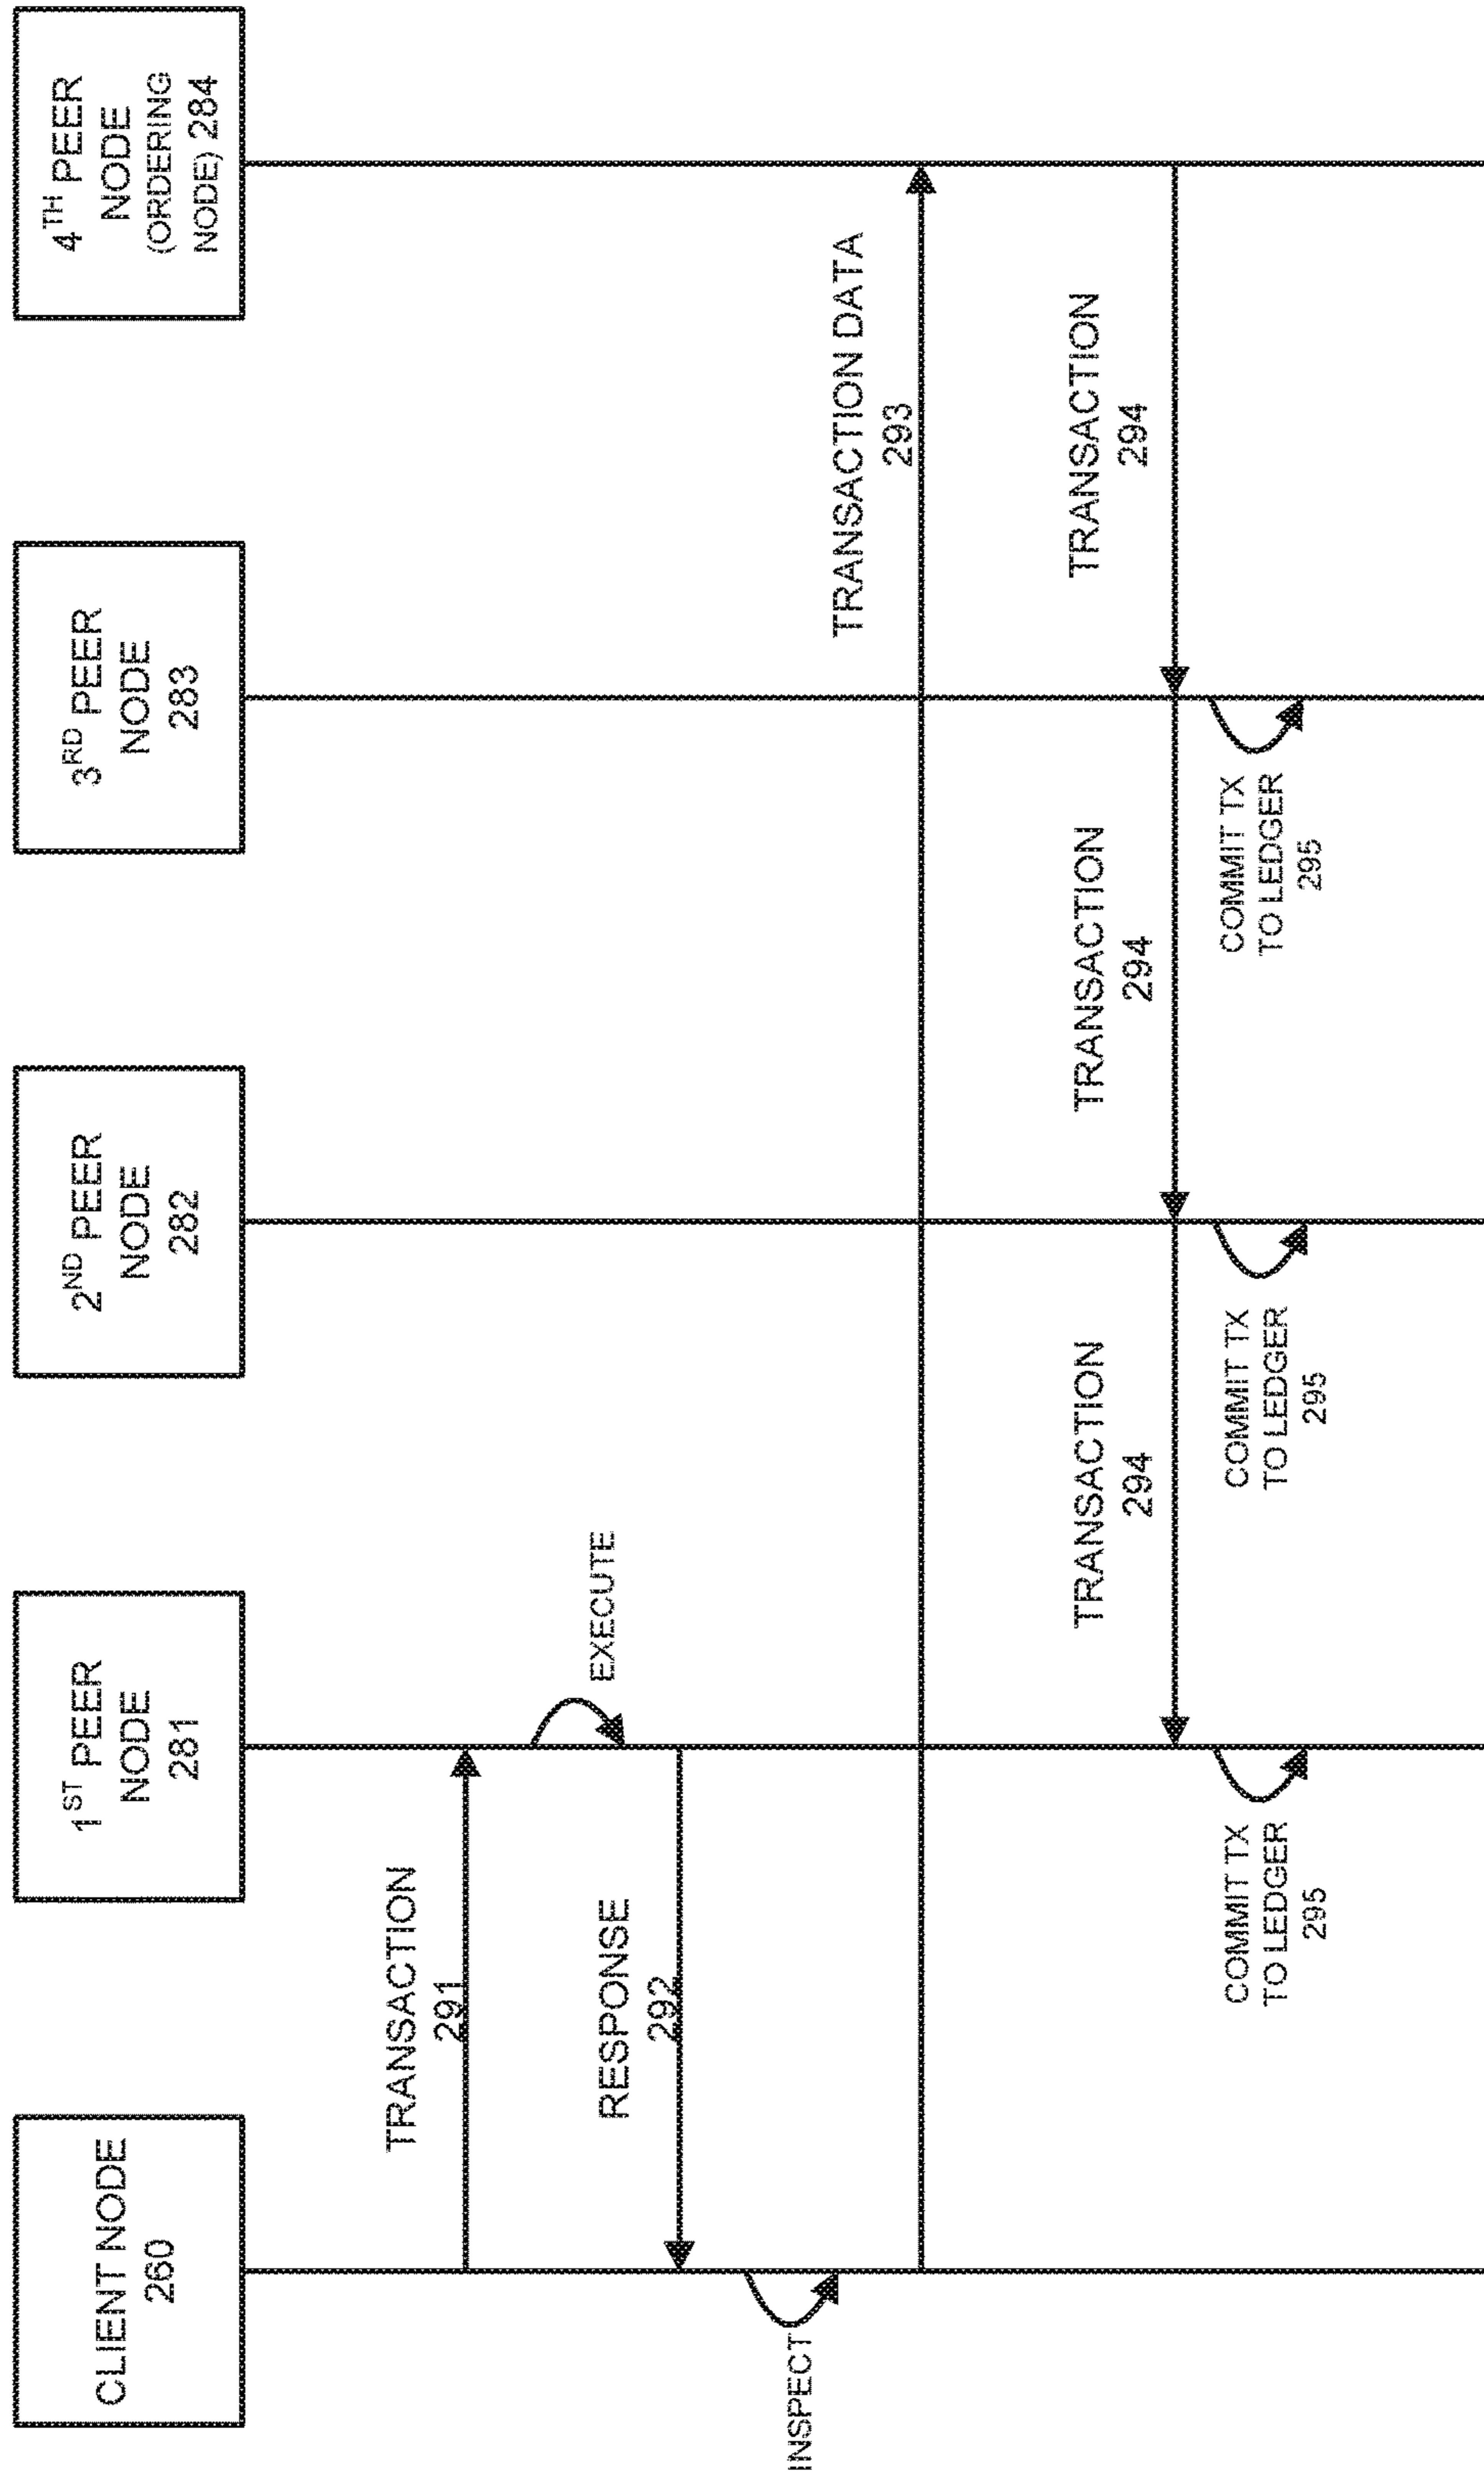 CLIENT NODE
260
1ST PEER
NODE
281
2ND PEER
NODE
282
3RD PEER
NODE
283
4TH PEER
NODE
(ORDERING
NODE) 284
TRANSACTION
291
EXECUTE
RESPONSE
292
INSPECT
TRANSACTION DATA
293
TRANSACTION
294
TRANSACTION
294
TRANSACTION
294
COMMIT TX
TO LEDGER
295
COMMIT TX
TO LEDGER
295
COMMIT TX
TO LEDGER
295